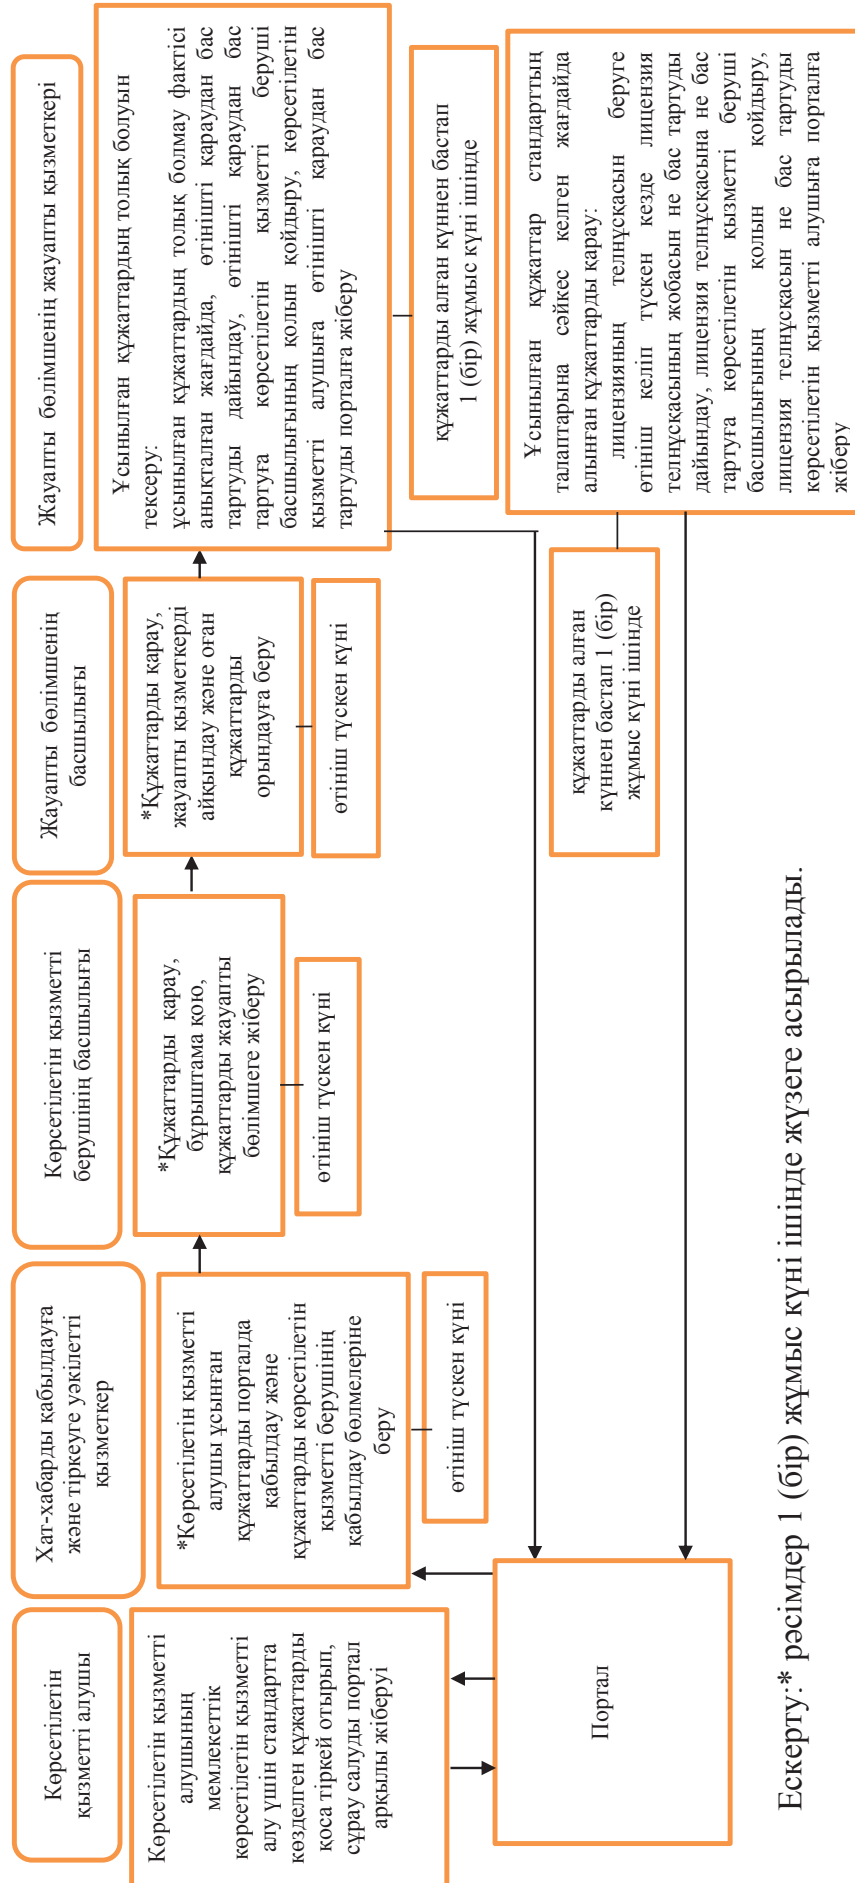 Көрсетілетін
қызметті алушы
Хат-хабарды қабылдауға
және тіркеуге уәкілетті
қызметкер
Көрсетілетін қызметті
берушінің басшылығы
Жауапты бөлімшенің
басшылығы
Жауапты бөлімшенің жауапты қызметкері
Көрсетілетін қызметті
алушының
мемлекеттік
көрсетілетін қызметті
алу үшін стандартта
көзделген құжаттарды
қоса тіркей отырып,
сұрау салуды портал
арқылы жіберуі
*Көрсетілетін қызметті
алушы ұсынған
құжаттарды порталда
қабылдау және
құжаттарды көрсетілетін
қызметті берушінің
қабылдау бөлмелеріне
беру
өтініш түскен күні
*Құжаттарды қарау,
бұрыштама қою,
құжаттарды жауапты
бөлімшеге жіберу
өтініш түскен күні
*Құжаттарды қарау,
жауапты қызметкерді
айқындау және оған
құжаттарды
орындауға беру
өтініш түскен күні
Ұсынылған құжаттардың толық болуын
тексеру:
ұсынылған құжаттардың толық болмау фактісі
анықталған жағдайда, өтінішті қараудан бас
тартуды дайындау, өтінішті қараудан бас
тартуға көрсетілетін қызметті беруші
басшылығының қолын қойдыру, көрсетілетін
қызметті алушыға өтінішті қараудан бас
тартуды порталға жіберу
құжаттарды алған күннен бастап
1 (бір) жұмыс күні ішінде
Ұсынылған құжаттар стандарттың
талаптарына сәйкес келген жағдайда
алынған құжаттарды қарау:
лицензияның телнұсқасын беруге
өтініш келіп түскен кезде лицензия
телнұсқасының жобасын не бас тартуды
дайындау, лицензия телнұсқасына не бас
тартуға көрсетілетін қызметті беруші
басшылығының қолын қойдыру,
лицензия телнұсқасын не бас тартуды
көрсетілетін қызметті алушыға порталға
жіберу
құжаттарды алған
күннен бастап 1 (бір)
жұмыс күні ішінде
Портал
Ескерту:* рәсімдер 1 (бір) жұмыс күні ішінде жүзеге асырылады.